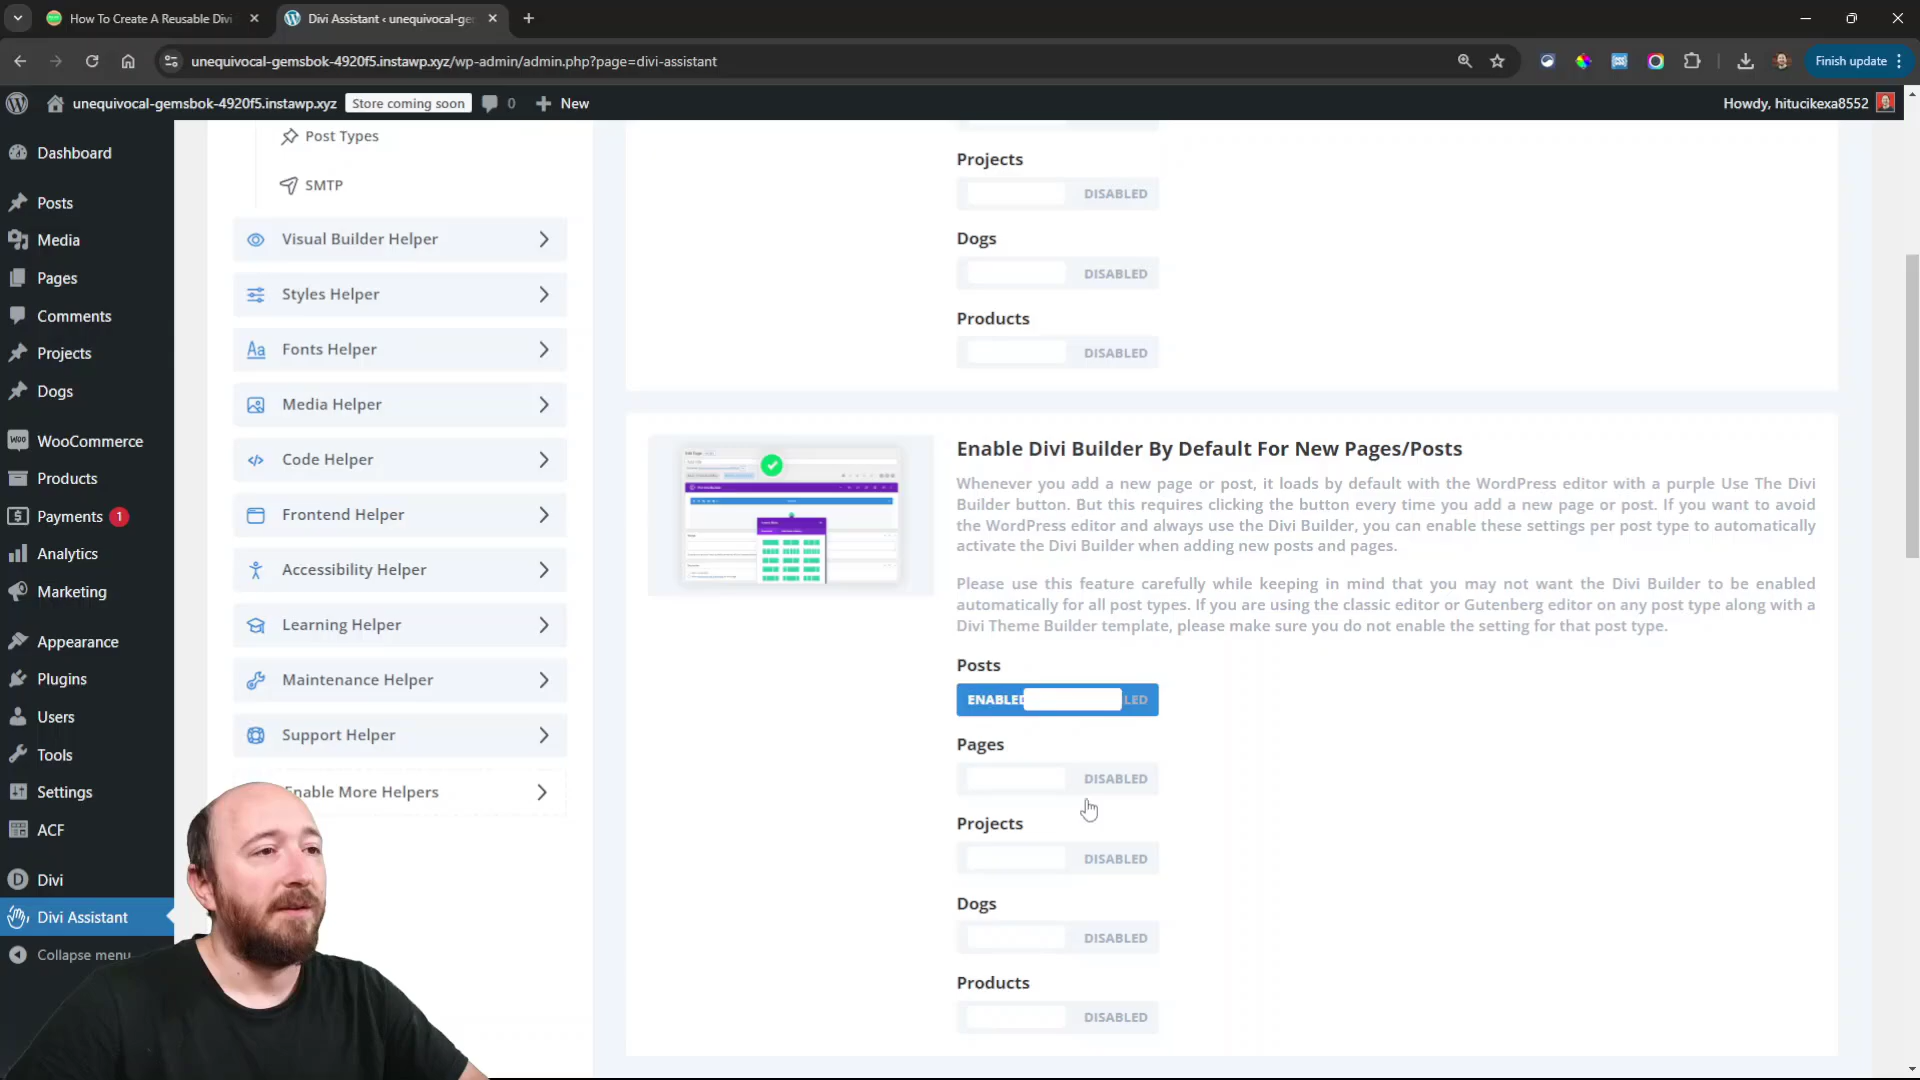 How To Create A Reusable Divi
Divi Assistant ‹ unequivocal-ge
unequivocal-gemsbok-4920f5.instawp.xyz/wp-admin/admin.php?page=divi-assistant
Finish update
unequivocal-gemsbok-4920f5.instawp.xyz
Store coming soon
0
New
Howdy, hitucikexa8552
Dashboard
Posts
Media
Pages
Comments
Projects
Dogs
WooCommerce
Products
Payments 1
Analytics
Marketing
Appearance
Plugins
Users
Tools
Settings
ACF
Divi
Divi Assistant
Collapse menu
Post Types
SMTP
Visual Builder Helper
Styles Helper
Fonts Helper
Media Helper
Code Helper
Frontend Helper
Accessibility Helper
Learning Helper
Maintenance Helper
Support Helper
Enable More Helpers
Projects
DISABLED
Dogs
DISABLED
Products
DISABLED
Enable Divi Builder By Default For New Pages/Posts
Whenever you add a new page or post, it loads by default with the WordPress editor with a purple Use The Divi
Builder button. But this requires clicking the button every time you add a new page or post. If you want to avoid
the WordPress editor and always use the Divi Builder, you can enable these settings per post type to automatically
activate the Divi Builder when adding new posts and pages.
Please use this feature carefully while keeping in mind that you may not want the Divi Builder to be enabled
automatically for all post types. If you are using the classic editor or Gutenberg editor on any post type along with a
Divi Theme Builder template, please make sure you do not enable the setting for that post type.
Posts
ENABLED LED
Pages
DISABLED
Projects
DISABLED
Dogs
DISABLED
Products
DISABLED